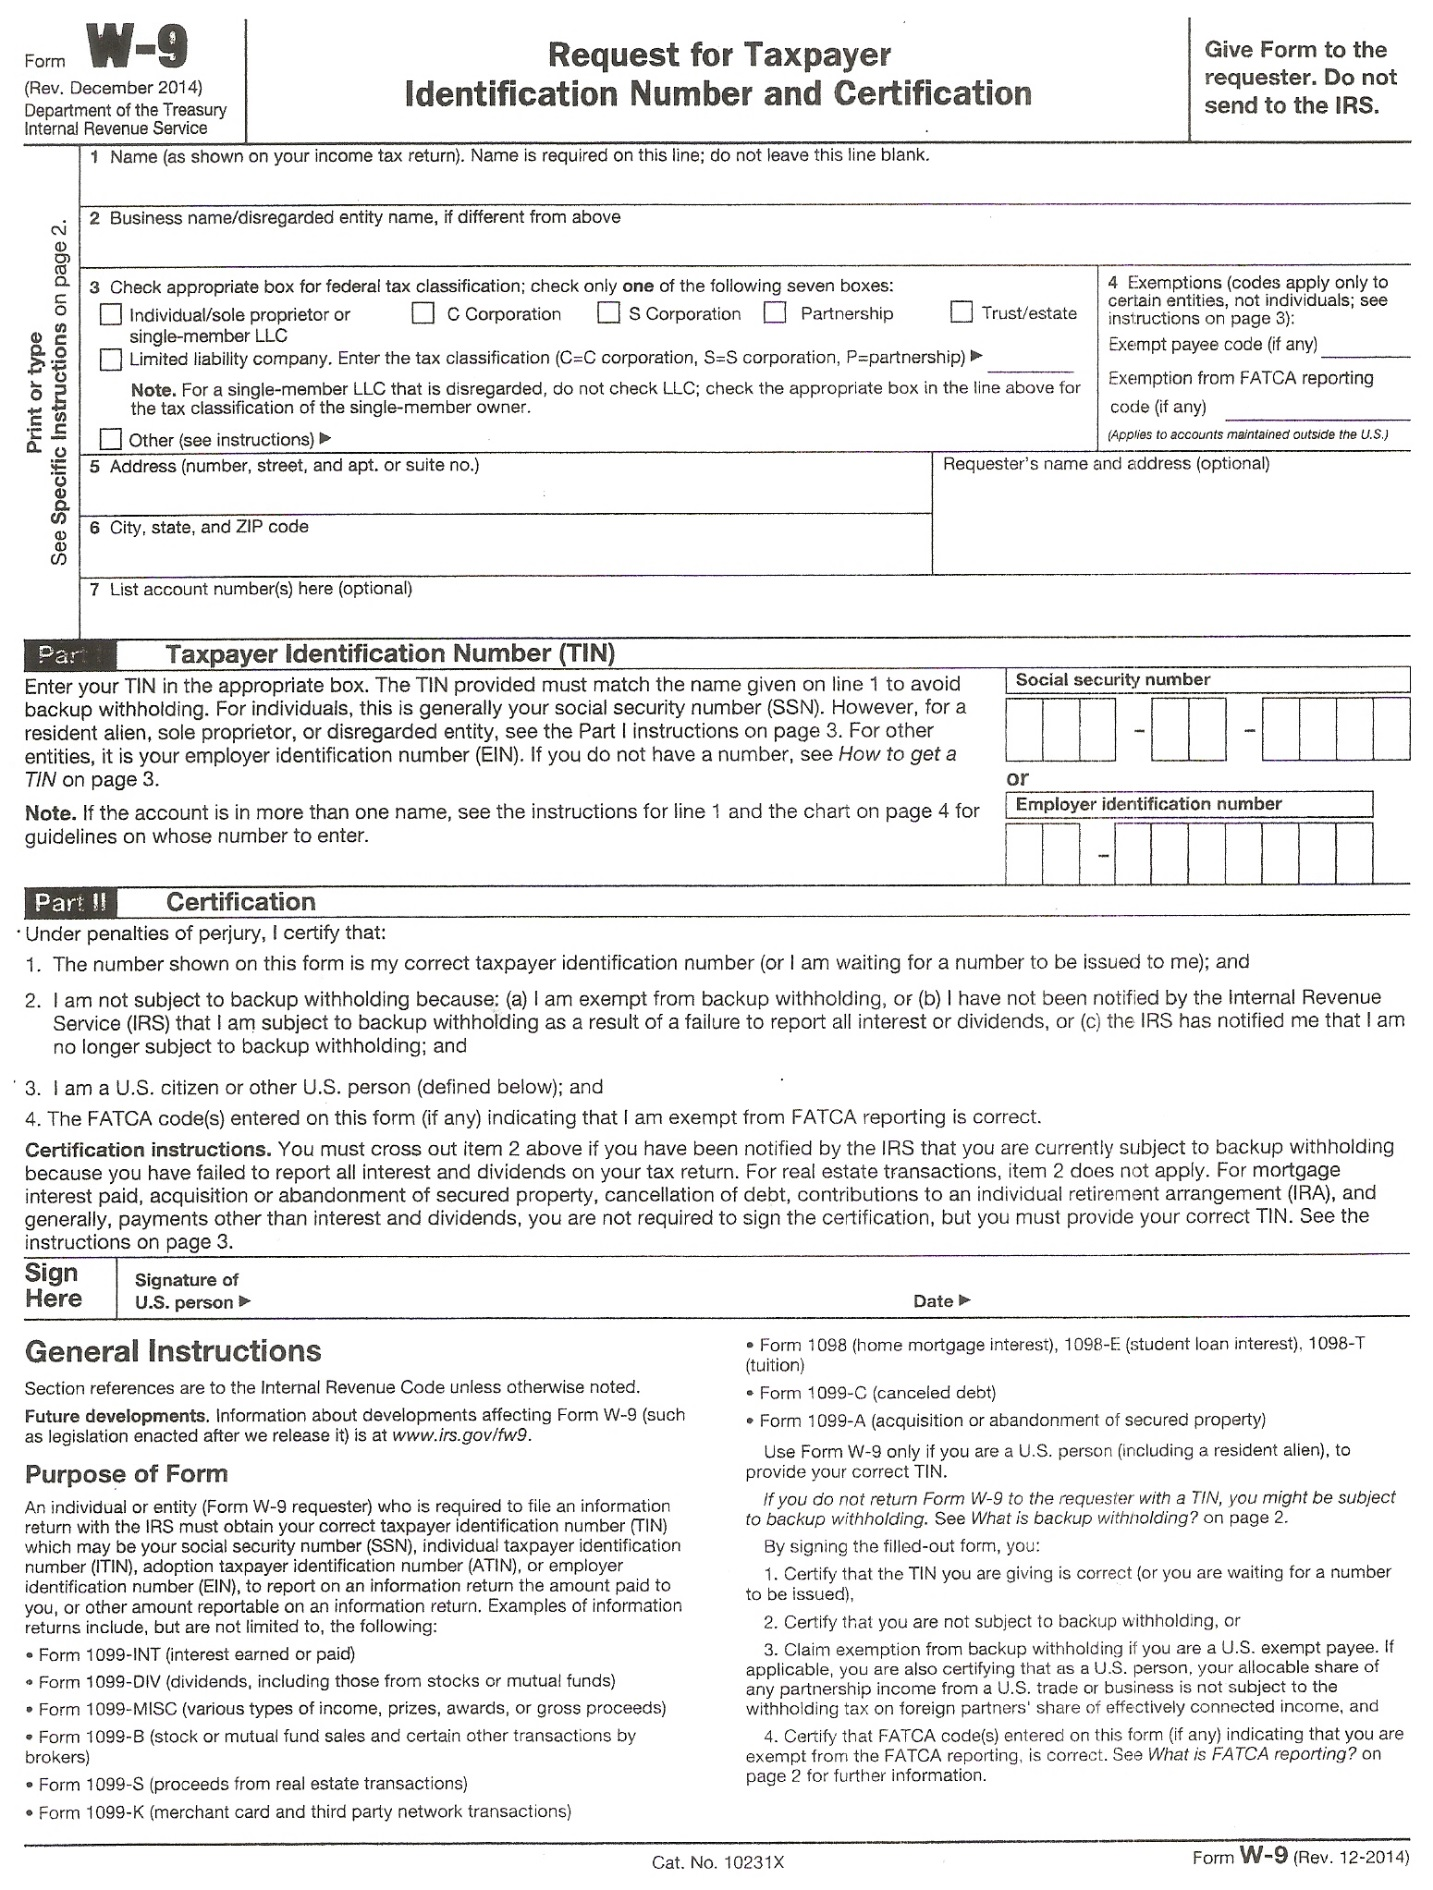 Form W-9
(Rev. December 2014)
Department of the Treasury
Internal Revenue Service
Request for Taxpayer
Identification Number and Certification
Give Form to the
requester. Do not
send to the IRS.
Print or type
See Specific Instructions on page 2.
1 Name (as shown on your income tax return). Name is required on this line; do not leave this line blank.
2 Business name/disregarded entity name, if different from above
3 Check appropriate box for federal tax classification; check only one of the following seven boxes:
Individual/sole proprietor or C Corporation S Corporation Partnership Trust/estate
single-member LLC
Limited liability company. Enter the tax classification (C=C corporation, S=S corporation, P=partnership) ▶
Note. For a single-member LLC that is disregarded, do not check LLC; check the appropriate box in the line above for
the tax classification of the single-member owner.
Other (see instructions) ▶
4 Exemptions (codes apply only to
certain entities, not individuals; see
instructions on page 3):
Exempt payee code (if any)
Exemption from FATCA reporting
code (if any)
(Applies to accounts maintained outside the U.S.)
5 Address (number, street, and apt. or suite no.)
Requester's name and address (optional)
6 City, state, and ZIP code
7 List account number(s) here (optional)
Part I Taxpayer Identification Number (TIN)
Enter your TIN in the appropriate box. The TIN provided must match the name given on line 1 to avoid
backup withholding. For individuals, this is generally your social security number (SSN). However, for a
resident alien, sole proprietor, or disregarded entity, see the Part I instructions on page 3. For other
entities, it is your employer identification number (EIN). If you do not have a number, see How to get a
TIN on page 3.
Note. If the account is in more than one name, see the instructions for line 1 and the chart on page 4 for
guidelines on whose number to enter.
Social security number
– –
or
Employer identification number
–
Part II Certification
Under penalties of perjury, I certify that:
1. The number shown on this form is my correct taxpayer identification number (or I am waiting for a number to be issued to me); and
2. I am not subject to backup withholding because: (a) I am exempt from backup withholding, or (b) I have not been notified by the Internal Revenue
Service (IRS) that I am subject to backup withholding as a result of a failure to report all interest or dividends, or (c) the IRS has notified me that I am
no longer subject to backup withholding; and
3. I am a U.S. citizen or other U.S. person (defined below); and
4. The FATCA code(s) entered on this form (if any) indicating that I am exempt from FATCA reporting is correct.
Certification instructions. You must cross out item 2 above if you have been notified by the IRS that you are currently subject to backup withholding
because you have failed to report all interest and dividends on your tax return. For real estate transactions, item 2 does not apply. For mortgage
interest paid, acquisition or abandonment of secured property, cancellation of debt, contributions to an individual retirement arrangement (IRA), and
generally, payments other than interest and dividends, you are not required to sign the certification, but you must provide your correct TIN. See the
instructions on page 3.
Sign
Here
Signature of
U.S. person ▶
Date ▶
General Instructions
Section references are to the Internal Revenue Code unless otherwise noted.
Future developments. Information about developments affecting Form W-9 (such
as legislation enacted after we release it) is at www.irs.gov/fw9.
Purpose of Form
An individual or entity (Form W-9 requester) who is required to file an information
return with the IRS must obtain your correct taxpayer identification number (TIN)
which may be your social security number (SSN), individual taxpayer identification
number (ITIN), adoption taxpayer identification number (ATIN), or employer
identification number (EIN), to report on an information return the amount paid to
you, or other amount reportable on an information return. Examples of information
returns include, but are not limited to, the following:
• Form 1099-INT (interest earned or paid)
• Form 1099-DIV (dividends, including those from stocks or mutual funds)
• Form 1099-MISC (various types of income, prizes, awards, or gross proceeds)
• Form 1099-B (stock or mutual fund sales and certain other transactions by
brokers)
• Form 1099-S (proceeds from real estate transactions)
• Form 1099-K (merchant card and third party network transactions)
• Form 1098 (home mortgage interest), 1098-E (student loan interest), 1098-T
(tuition)
• Form 1099-C (canceled debt)
• Form 1099-A (acquisition or abandonment of secured property)
Use Form W-9 only if you are a U.S. person (including a resident alien), to
provide your correct TIN.
If you do not return Form W-9 to the requester with a TIN, you might be subject
to backup withholding. See What is backup withholding? on page 2.
By signing the filled-out form, you:
1. Certify that the TIN you are giving is correct (or you are waiting for a number
to be issued),
2. Certify that you are not subject to backup withholding, or
3. Claim exemption from backup withholding if you are a U.S. exempt payee. If
applicable, you are also certifying that as a U.S. person, your allocable share of
any partnership income from a U.S. trade or business is not subject to the
withholding tax on foreign partners' share of effectively connected income, and
4. Certify that FATCA code(s) entered on this form (if any) indicating that you are
exempt from the FATCA reporting, is correct. See What is FATCA reporting? on
page 2 for further information.
Cat. No. 10231X
Form W-9 (Rev. 12-2014)